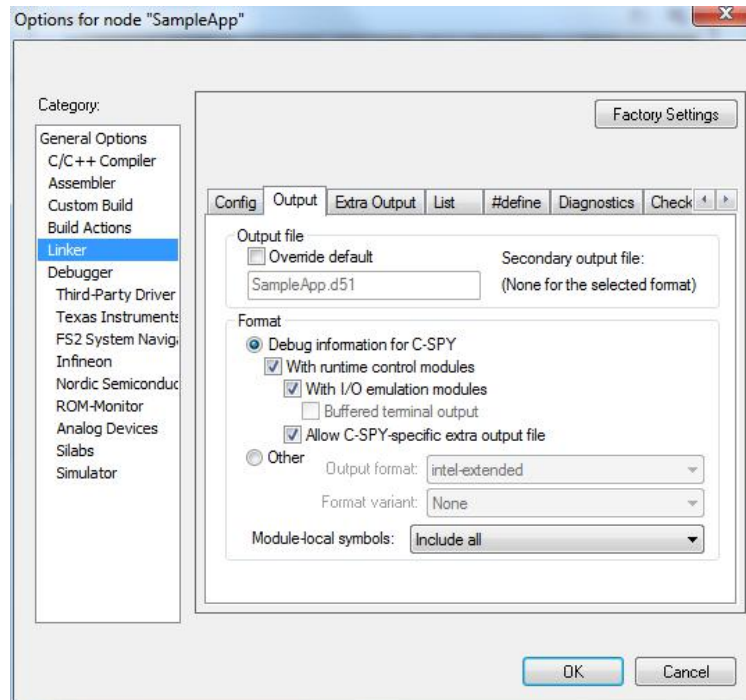 Options for node "SampleApp"
Category:
Factory Settings
General Options
C/C++ Compiler
Assembler
Custom Build
Build Actions
Linker
Debugger
Third-Party Driver
Texas Instruments
FS2 System Navig
Infineon
Nordic Semiconduc
ROM-Monitor
Analog Devices
Silabs
Simulator
Config Output Extra Output List #define Diagnostics Check
Output file
Override default
SampleApp.d51
Secondary output file:
(None for the selected format)
Format
Debug information for C-SPY
With runtime control modules
With I/O emulation modules
Buffered terminal output
Allow C-SPY-specific extra output file
Other
Output format: intel-extended
Format variant: None
Module-local symbols: Include all
OK Cancel